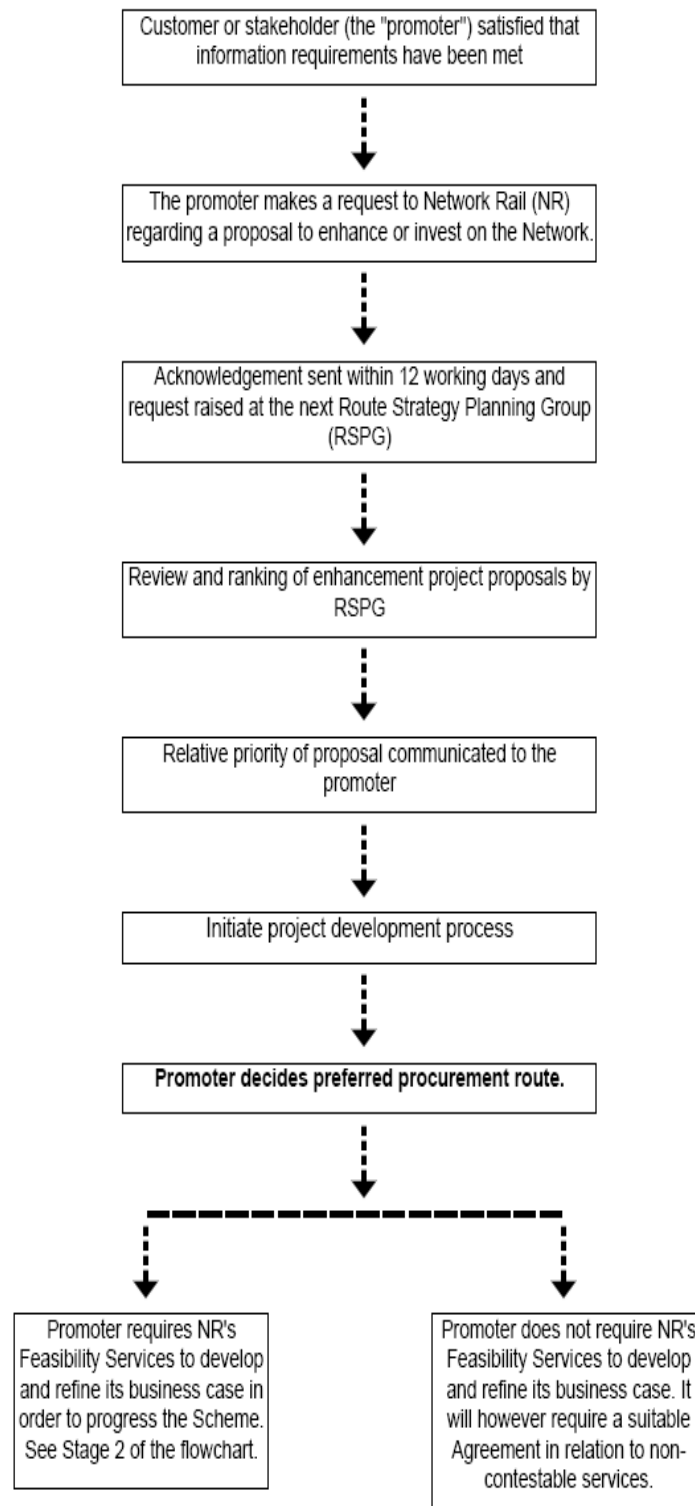 Customer or stakeholder (the "promoter") satisfied that
information requirements have been met
The promoter makes a request to Network Rail (NR)
regarding a proposal to enhance or invest on the Network.
Acknowledgement sent within 12 working days and
request raised at the next Route Strategy Planning Group
(RSPG)
Review and ranking of enhancement project proposals by
RSPG
Relative priority of proposal communicated to the
promoter
Initiate project development process
Promoter decides preferred procurement route.
Promoter requires NR's
Feasibility Services to develop
and refine its business case in
order to progress the Scheme.
See Stage 2 of the flowchart.
Promoter does not require NR's
Feasibility Services to develop
and refine its business case. It
will however require a suitable
Agreement in relation to non-
contestable services.